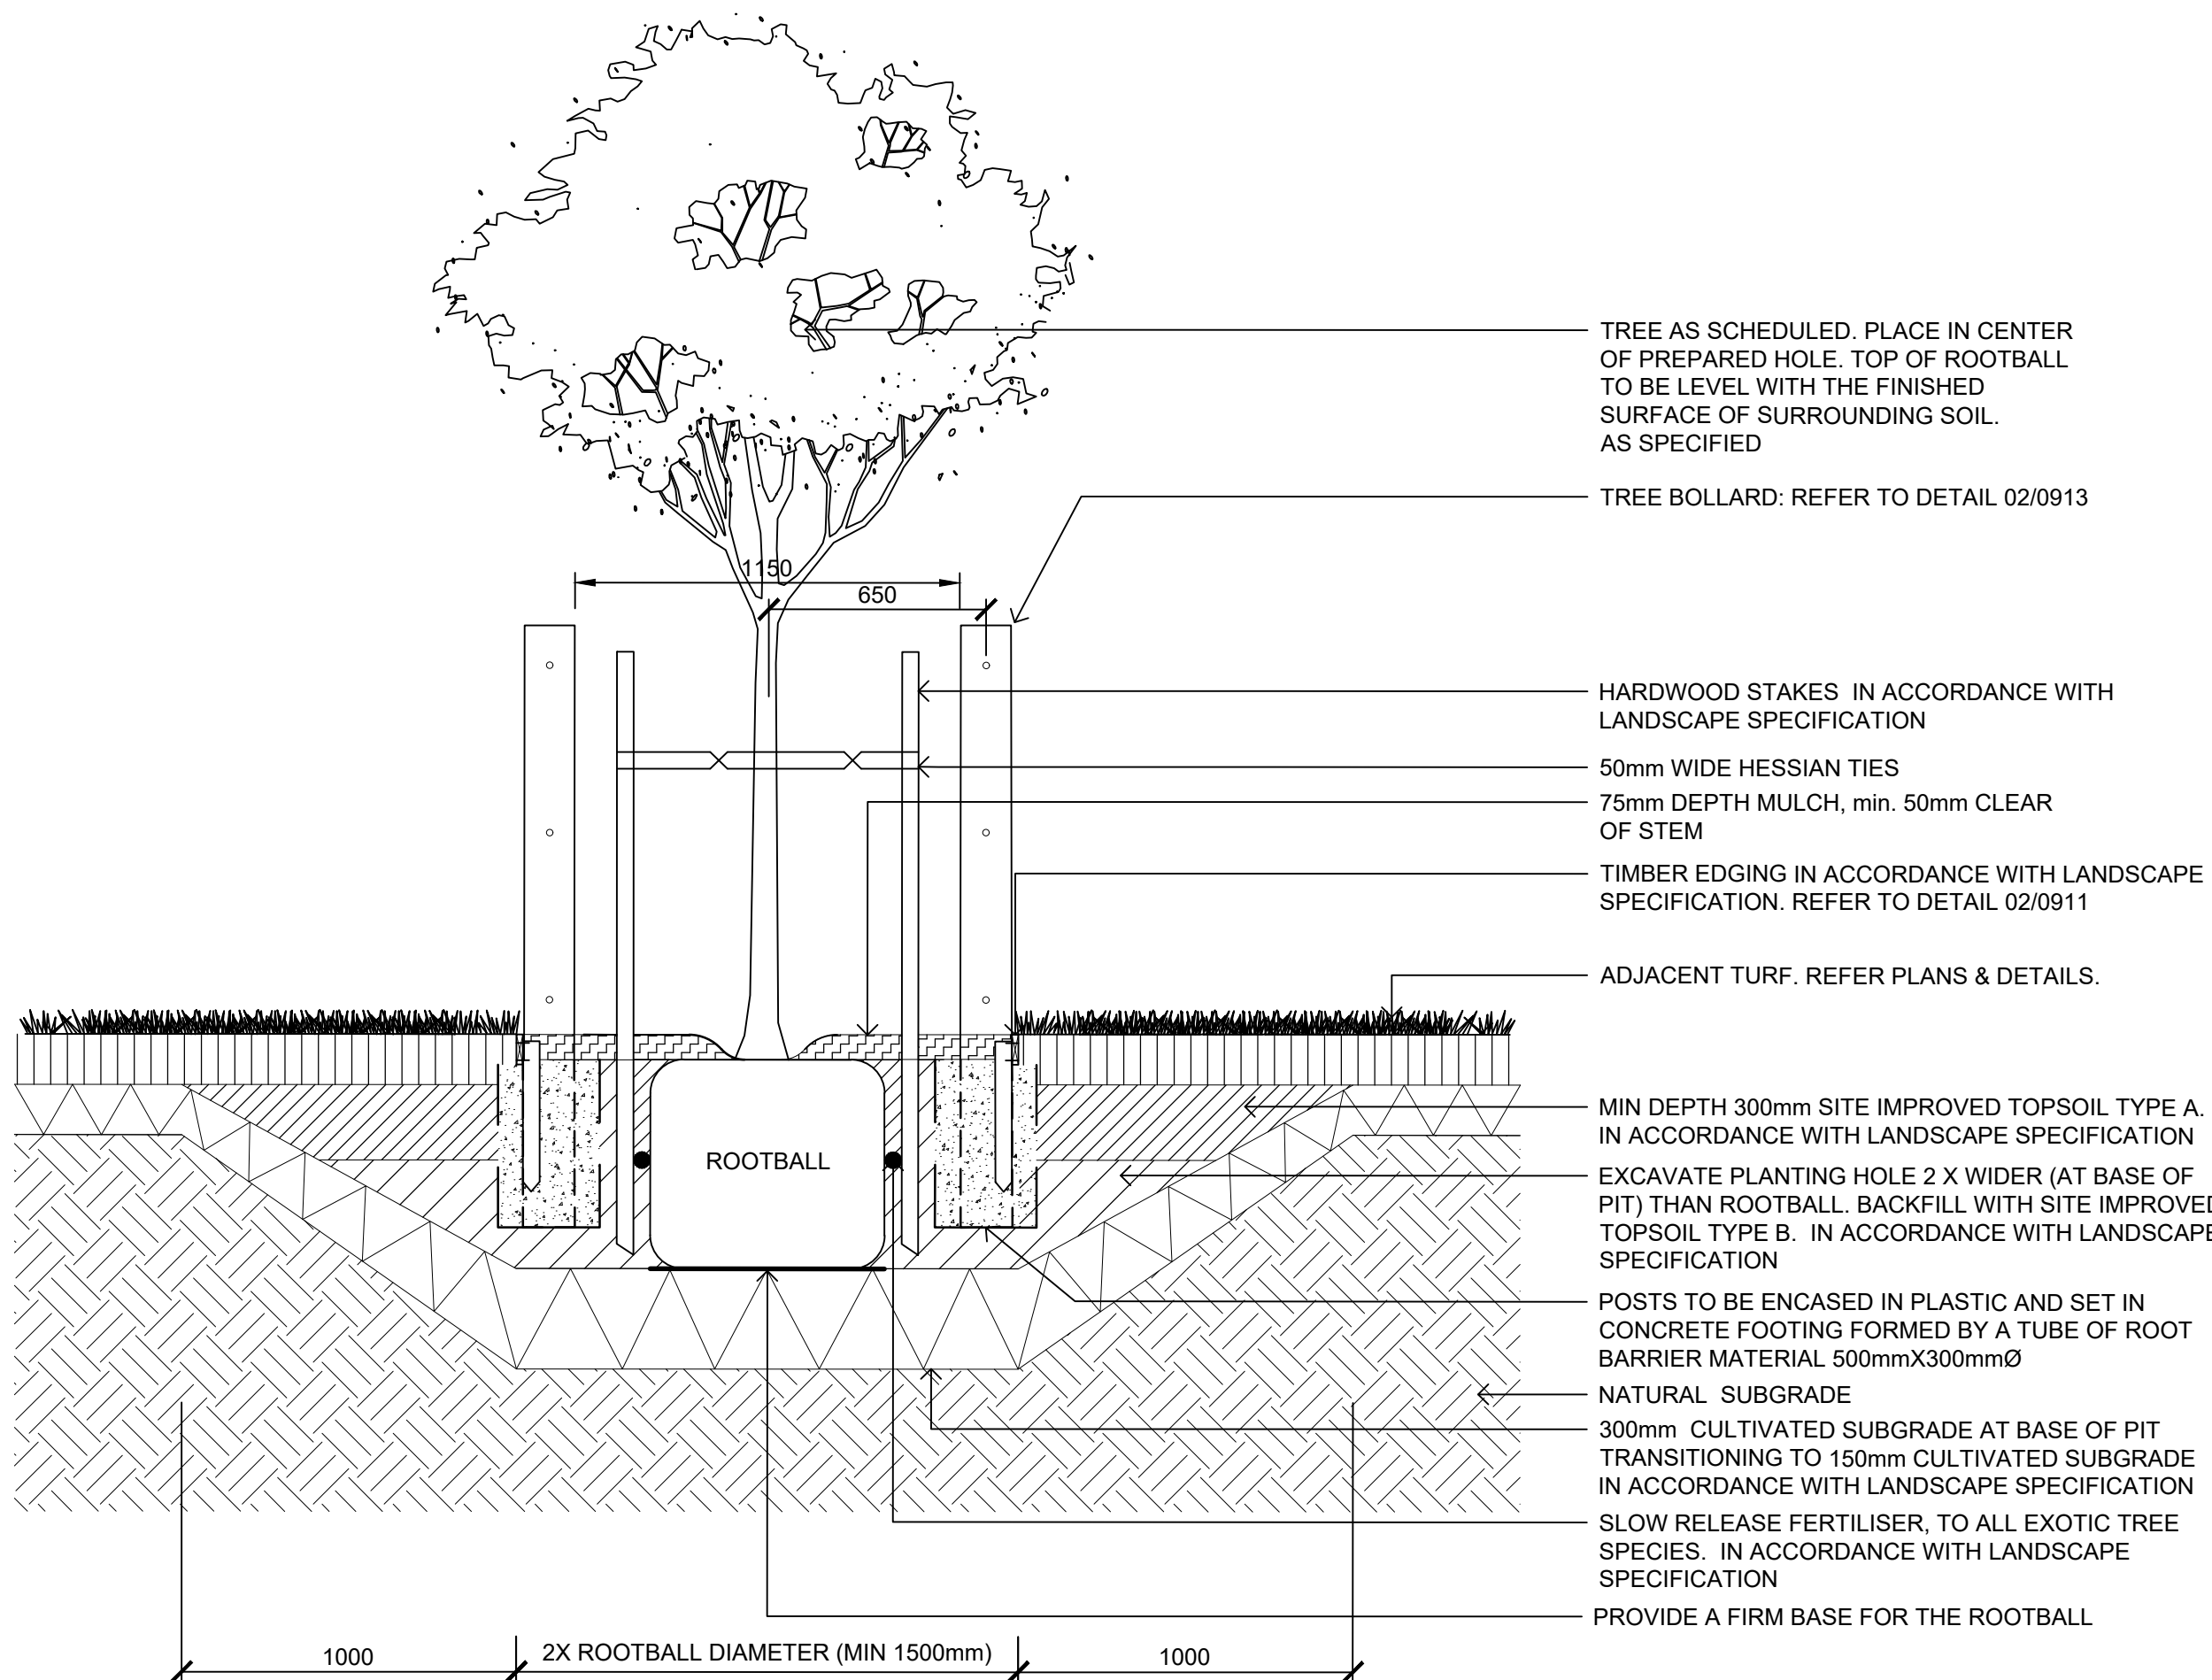 TREE AS SCHEDULED. PLACE IN CENTER
OF PREPARED HOLE. TOP OF ROOTBALL
TO BE LEVEL WITH THE FINISHED
SURFACE OF SURROUNDING SOIL.
AS SPECIFIED
TREE BOLLARD: REFER TO DETAIL 02/0913
1150
650
HARDWOOD STAKES IN ACCORDANCE WITH
LANDSCAPE SPECIFICATION
50mm WIDE HESSIAN TIES
75mm DEPTH MULCH, min. 50mm CLEAR
OF STEM
TIMBER EDGING IN ACCORDANCE WITH LANDSCAPE
SPECIFICATION. REFER TO DETAIL 02/0911
ADJACENT TURF. REFER PLANS & DETAILS.
MIN DEPTH 300mm SITE IMPROVED TOPSOIL TYPE A.
IN ACCORDANCE WITH LANDSCAPE SPECIFICATION
ROOTBALL
EXCAVATE PLANTING HOLE 2 X WIDER (AT BASE OF
PIT) THAN ROOTBALL. BACKFILL WITH SITE IMPROVED
TOPSOIL TYPE B. IN ACCORDANCE WITH LANDSCAPE
SPECIFICATION
POSTS TO BE ENCASED IN PLASTIC AND SET IN
CONCRETE FOOTING FORMED BY A TUBE OF ROOT
BARRIER MATERIAL 500mmX300mmØ
NATURAL SUBGRADE
300mm CULTIVATED SUBGRADE AT BASE OF PIT
TRANSITIONING TO 150mm CULTIVATED SUBGRADE
IN ACCORDANCE WITH LANDSCAPE SPECIFICATION
SLOW RELEASE FERTILISER, TO ALL EXOTIC TREE
SPECIES. IN ACCORDANCE WITH LANDSCAPE
SPECIFICATION
PROVIDE A FIRM BASE FOR THE ROOTBALL
1000
2X ROOTBALL DIAMETER (MIN 1500mm)
1000